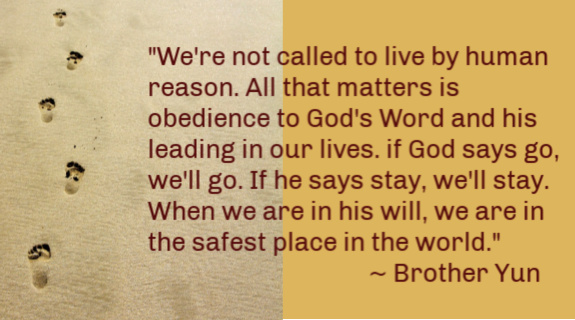 "We're not called to live by human
reason. All that matters is
obedience to God's Word and his
leading in our lives. if God says go,
we'll go. If he says stay, we'll stay.
When we are in his will, we are in
the safest place in the world."
~ Brother Yun